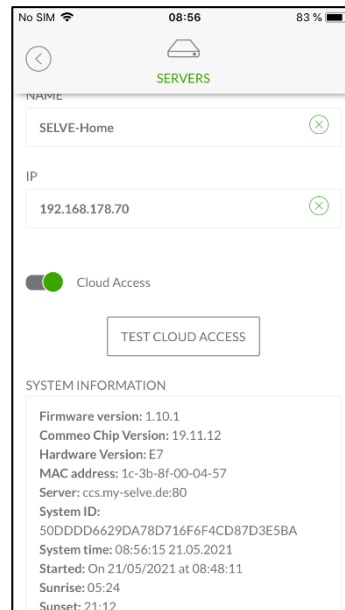 No SIM 08:56 83 %
SERVERS
NAME
SELVE-Home
IP
192.168.178.70
Cloud Access
TEST CLOUD ACCESS
SYSTEM INFORMATION
Firmware version: 1.10.1
Commeo Chip Version: 19.11.12
Hardware Version: E7
MAC address: 1c-3b-8f-00-04-57
Server: ccs.my-selve.de:80
System ID:
50DDDD6629DA78D716F6F4CD87D3E5BA
System time: 08:56:15 21.05.2021
Started: On 21/05/2021 at 08:48:11
Sunrise: 05:24
Sunset: 21:12